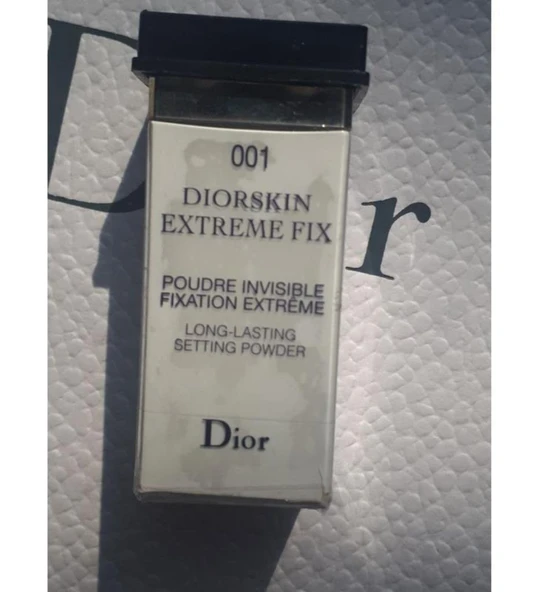 001
DIORSKIN
EXTREME FIX
POUDRE INVISIBLE
FIXATION EXTRÊME
LONG-LASTING
SETTING POWDER
Dior
D r